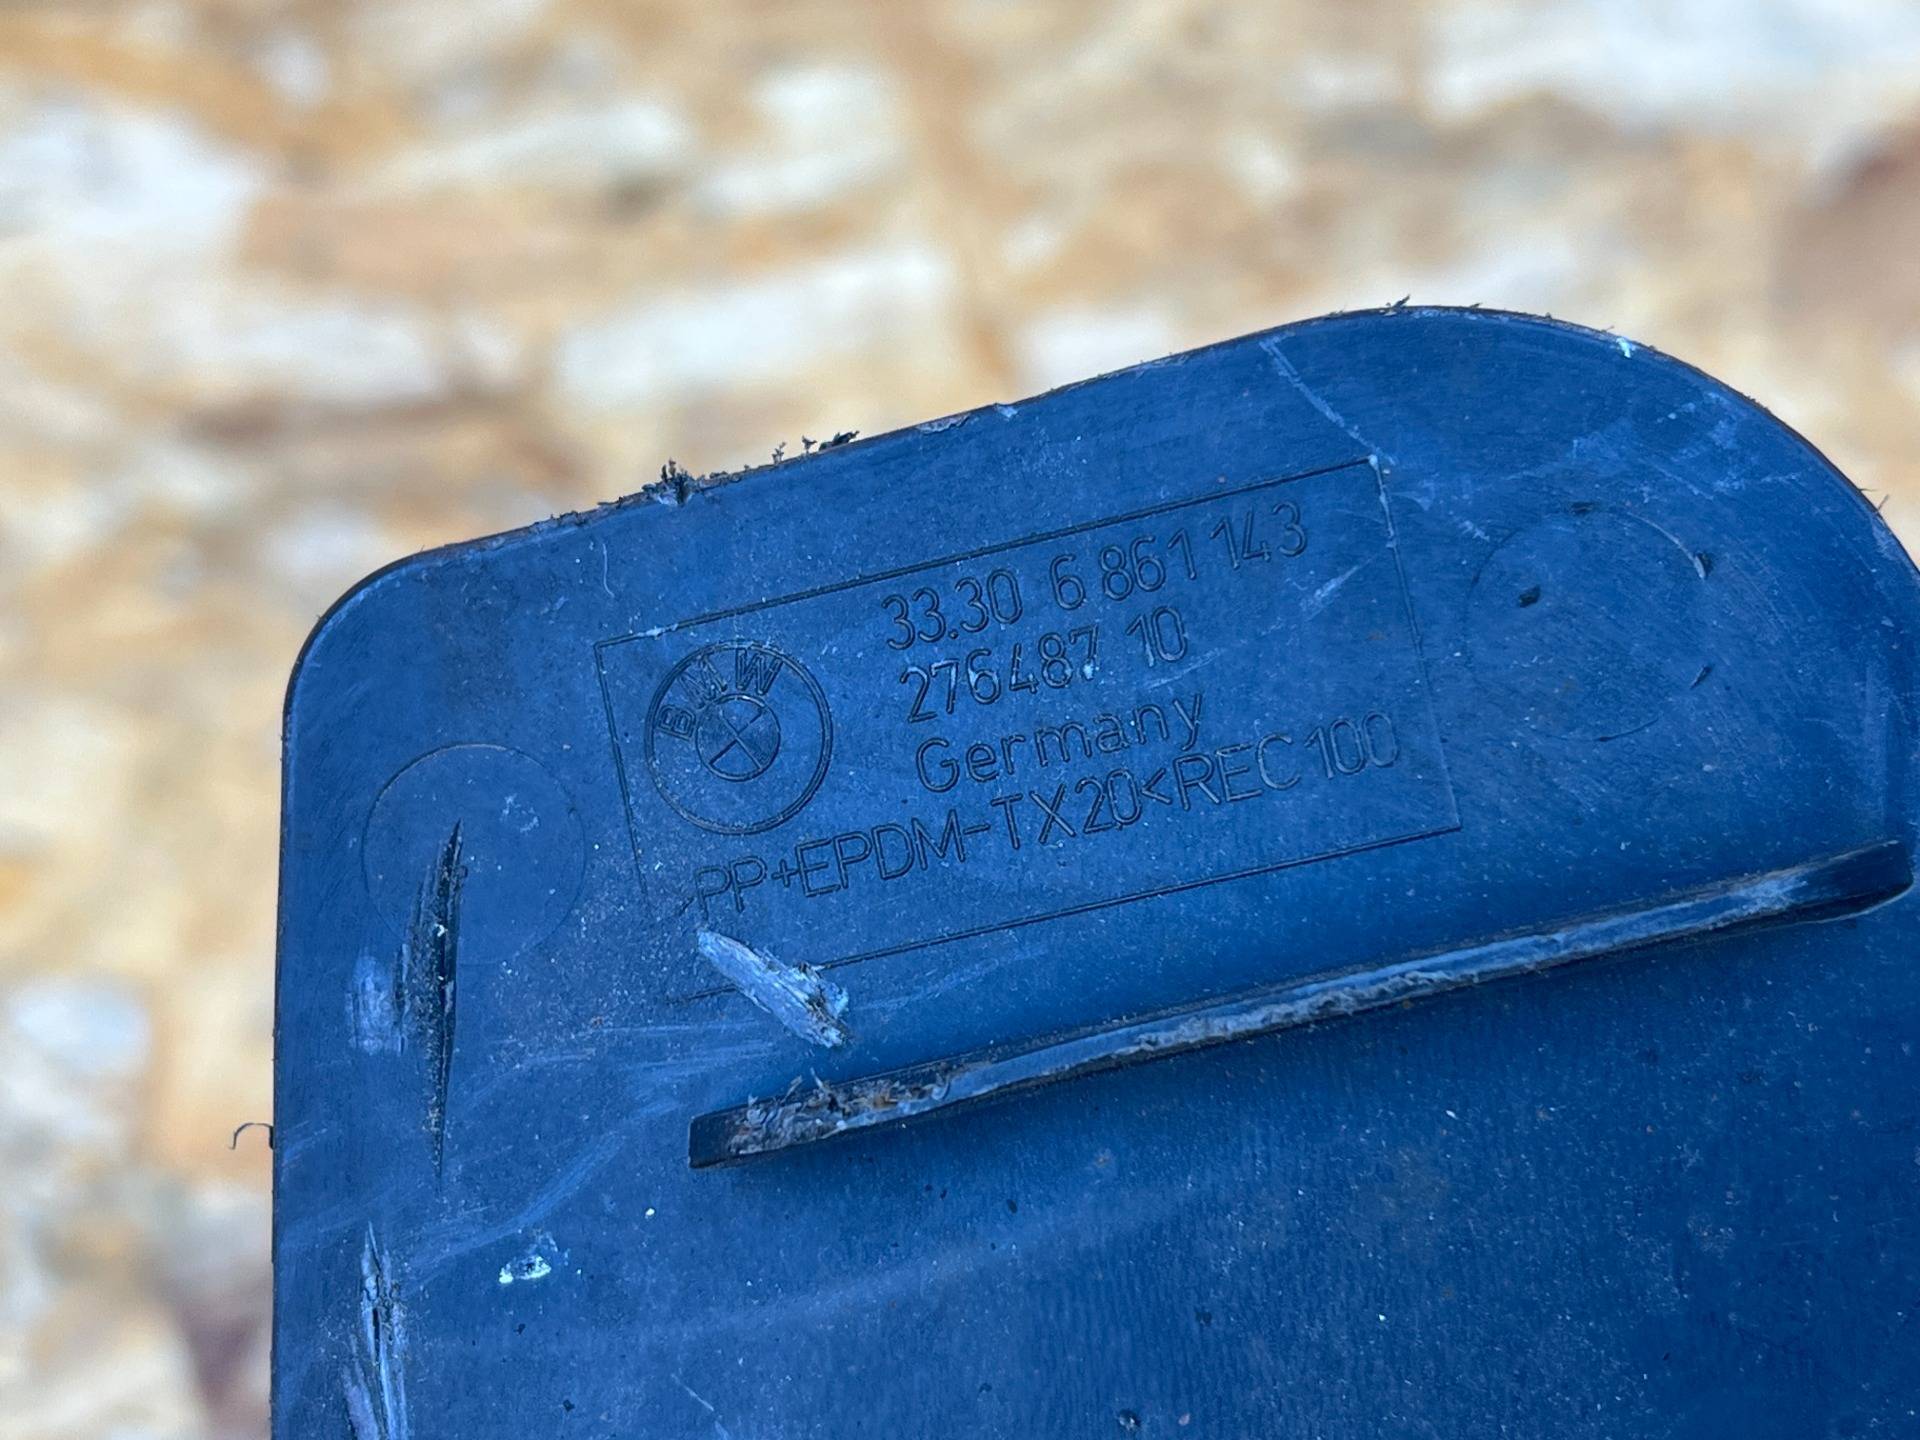 BMW
33.30 6 861 143
276487 10
Germany
>PP+EPDM-TX20<REC100